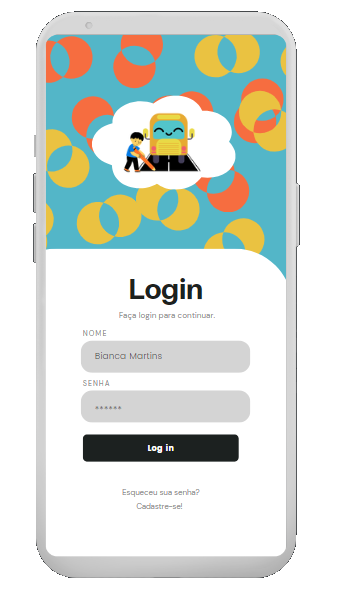 Login
Faça login para continuar.
NOME
Bianca Martins
SENHA
******
Log in
Esqueceu sua senha?
Cadastre-se!